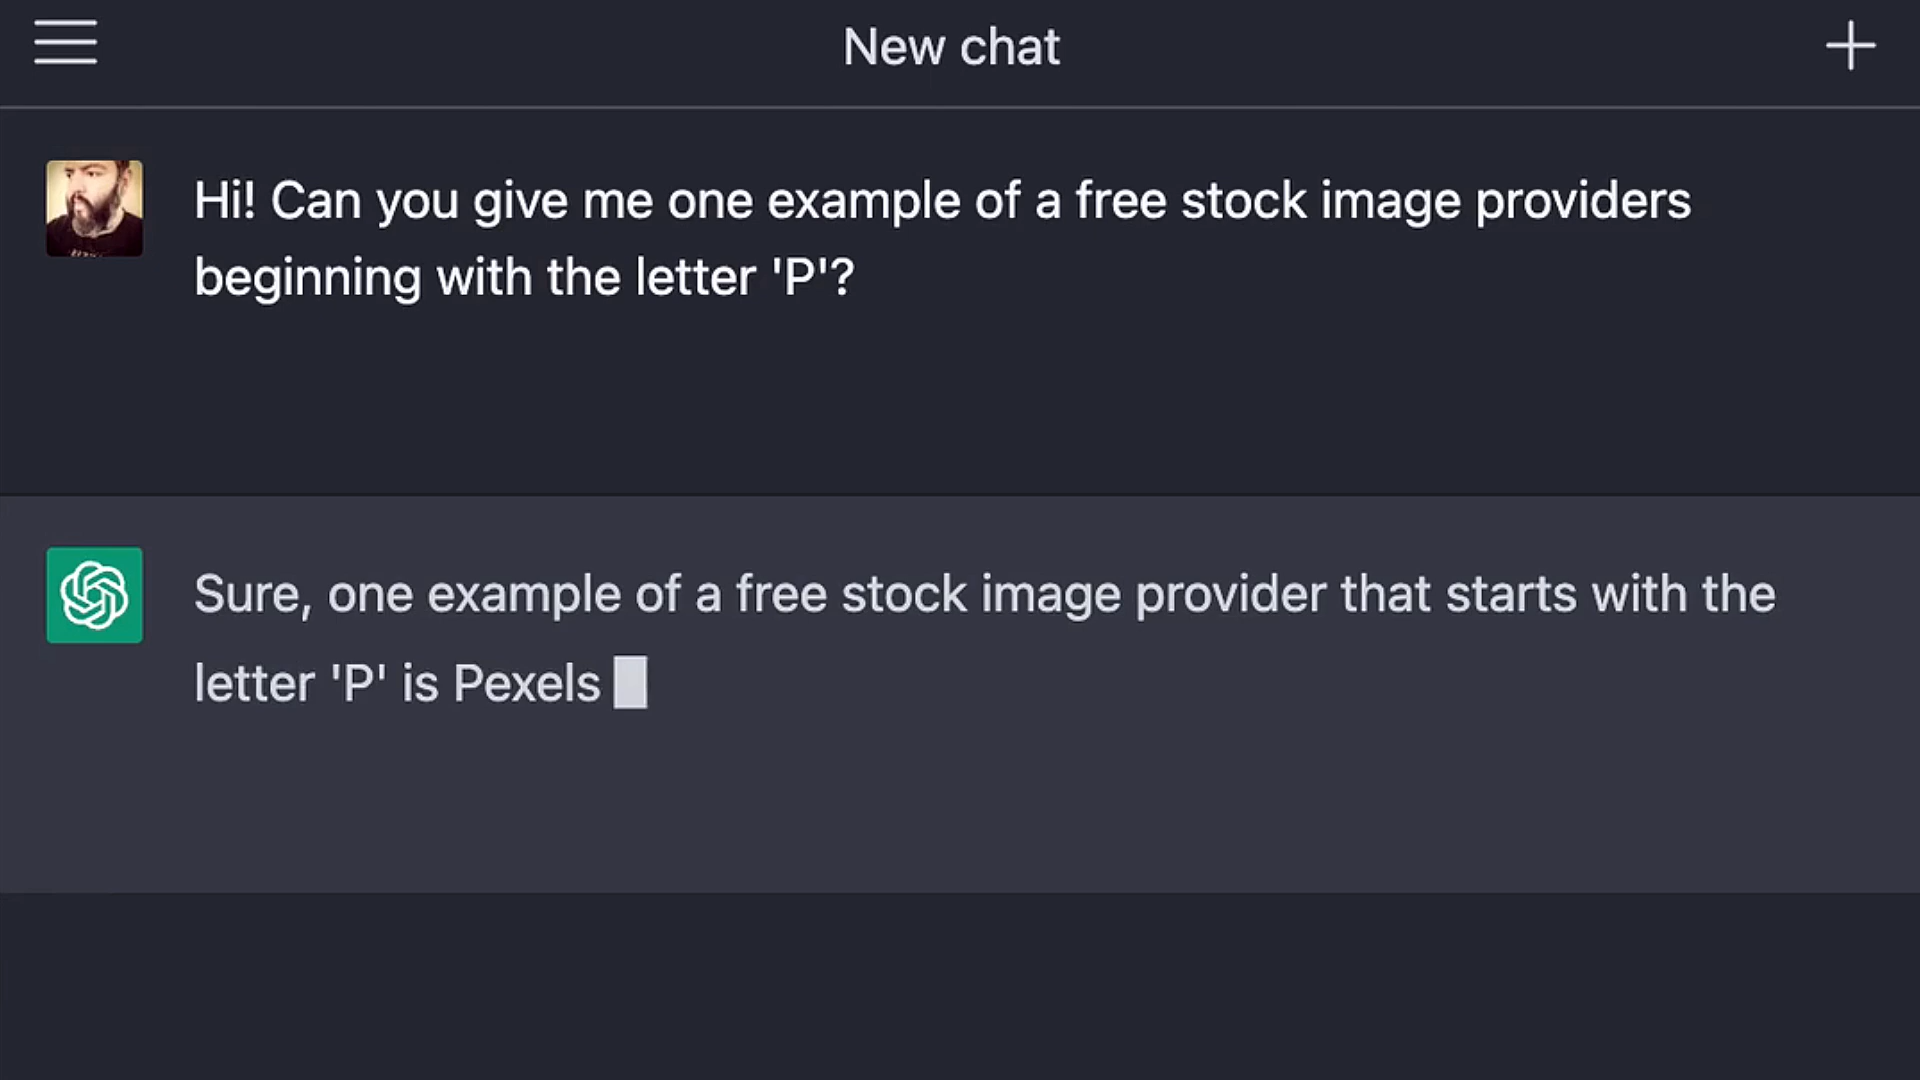 New chat
Hi! Can you give me one example of a free stock image providers
beginning with the letter 'P'?
Sure, one example of a free stock image provider that starts with the
letter 'P' is Pexels